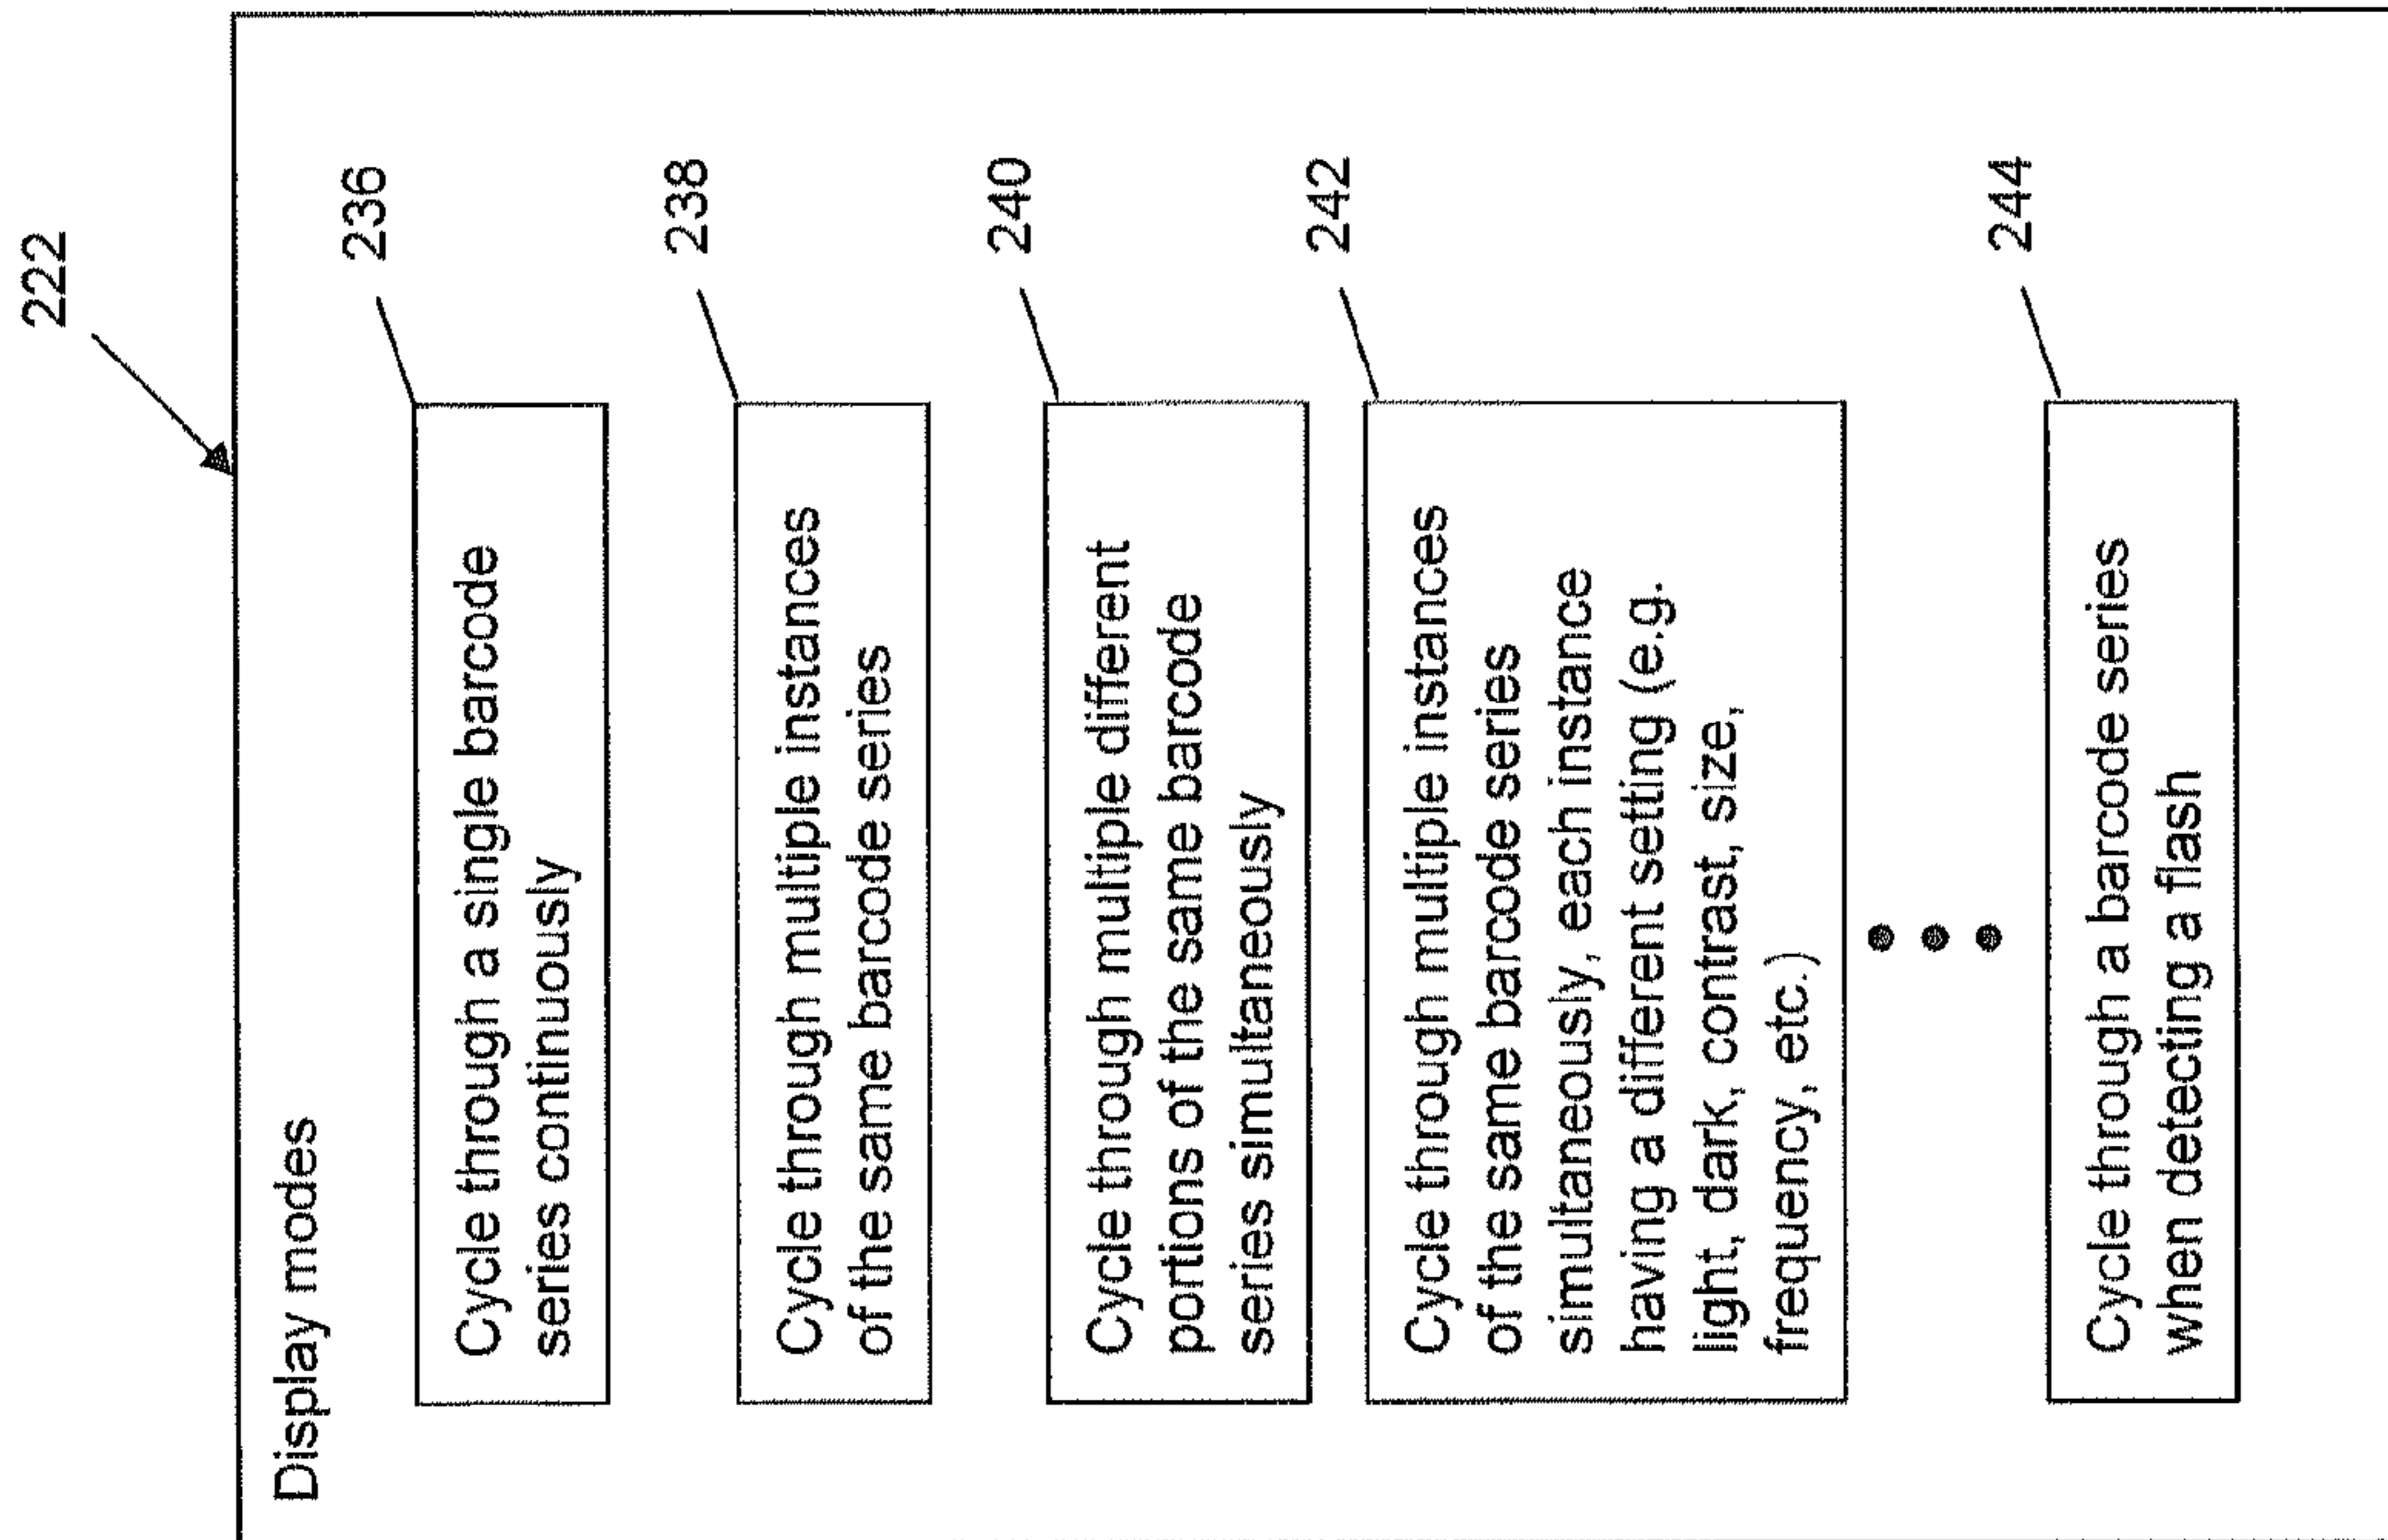 222
Display modes
236
Cycle through a single barcode
series continuously
238
Cycle through multiple instances
of the same barcode series
240
Cycle through multiple different
portions of the same barcode
series simultaneously
242
Cycle through multiple instances
of the same barcode series
simultaneously, each instance
having a different setting (e.g.
light, dark, contrast, size,
frequency, etc.)
244
Cycle through a barcode series
when detecting a flash